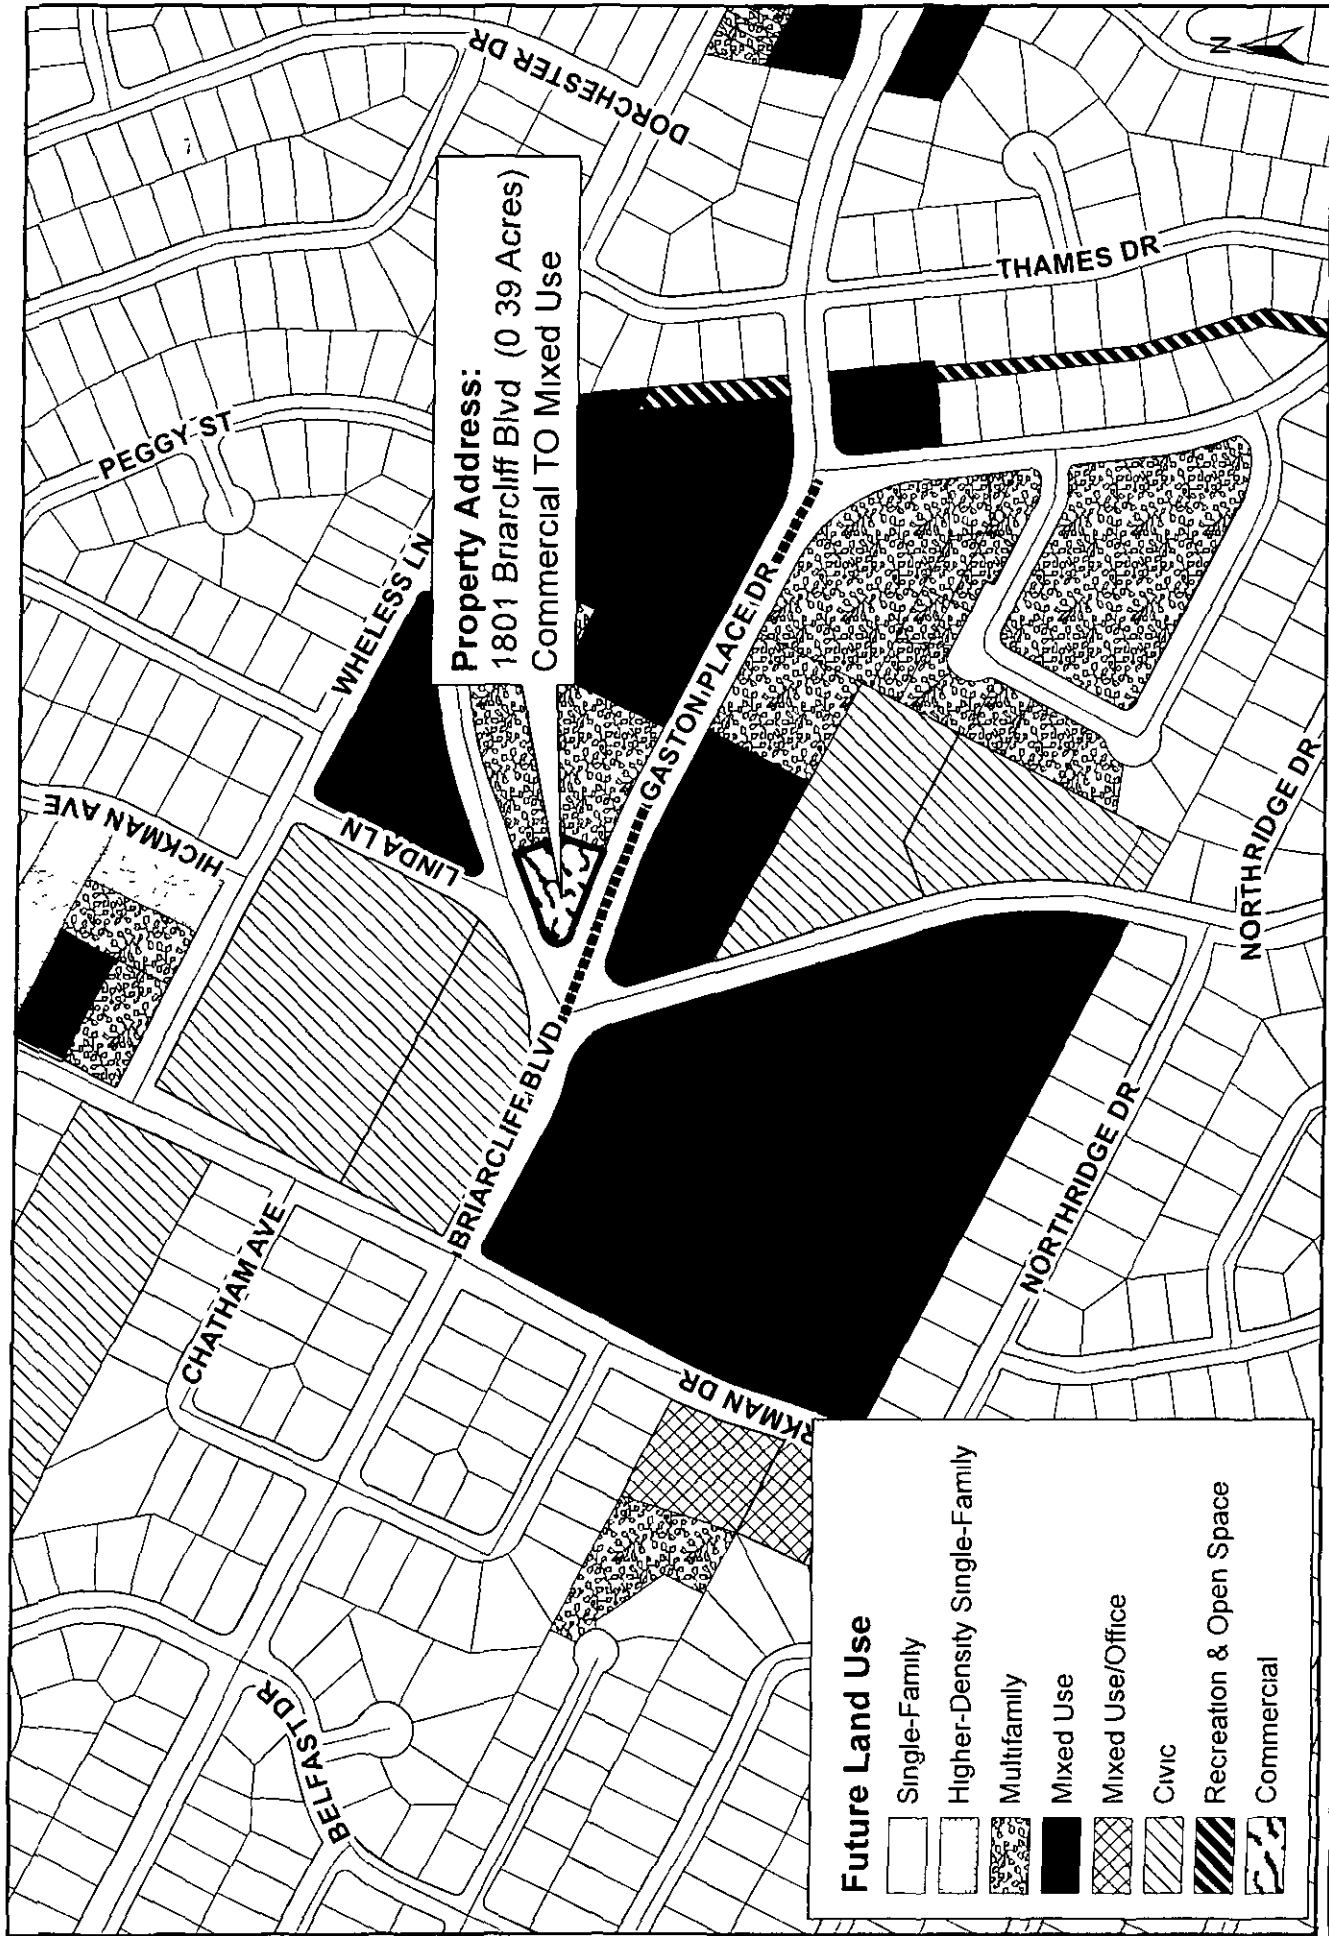 BELFAST DR
CHATHAM AVE
HICKMAN AVE
PEGGY ST
DORCHESTER DR
WHELESS LN
LINDA LN
BRIARCLIFF BLVD
GASTON PLACE DR
THAMES DR
NORTHRIDGE DR
NORTHRIDGE DR
RKMAN DR
Property Address:
1801 Briarcliff Blvd (0 39 Acres)
Commercial TO Mixed Use
N
Future Land Use
Single-Family
Higher-Density Single-Family
Multifamily
Mixed Use
Mixed Use/Office
Civic
Recreation & Open Space
Commercial